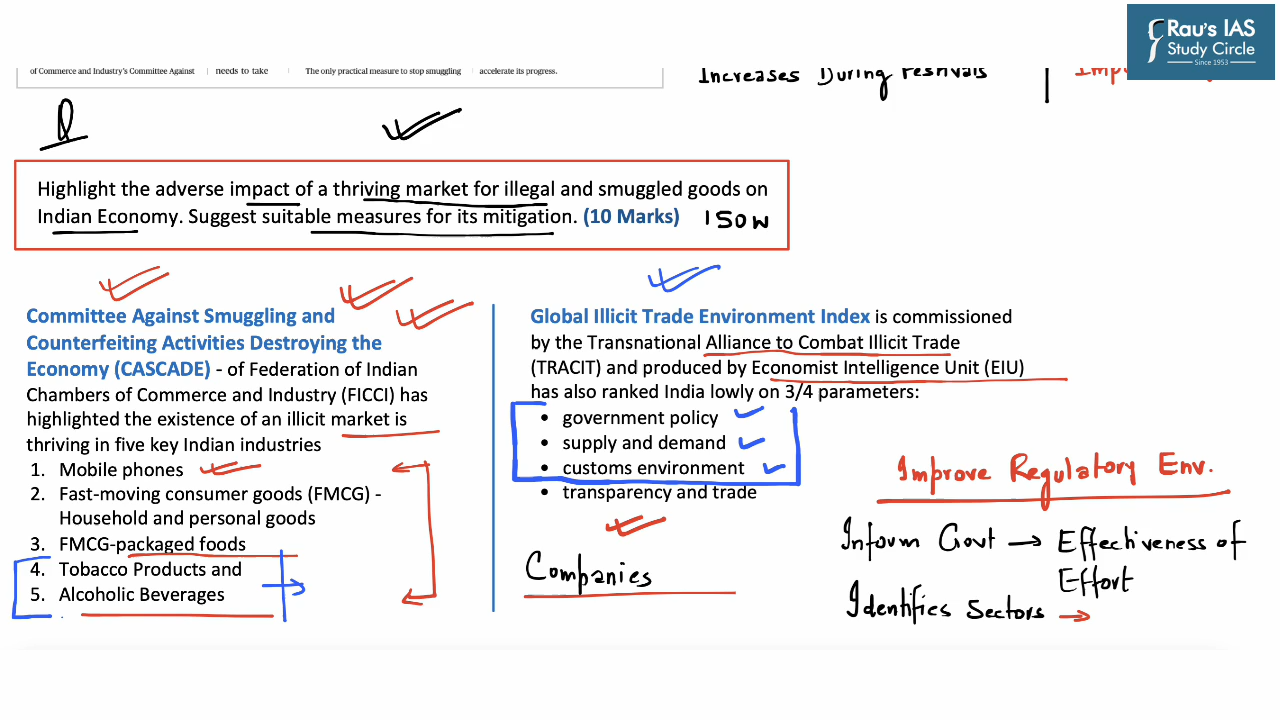 Rau's IAS
Study Circle
Since 1953
of Commerce and Industry's Committee Against
needs to take
The only practical measure to stop smuggling
accelerate its progress.
Increases During Festivals
Q
Highlight the adverse impact of a thriving market for illegal and smuggled goods on
Indian Economy. Suggest suitable measures for its mitigation. (10 Marks) 150W
Committee Against Smuggling and
Counterfeiting Activities Destroying the
Economy (CASCADE) - of Federation of Indian
Chambers of Commerce and Industry (FICCI) has
highlighted the existence of an illicit market is
thriving in five key Indian industries
1. Mobile phones
2. Fast-moving consumer goods (FMCG) -
Household and personal goods
3. FMCG-packaged foods
4. Tobacco Products and
5. Alcoholic Beverages
Global Illicit Trade Environment Index is commissioned
by the Transnational Alliance to Combat Illicit Trade
(TRACIT) and produced by Economist Intelligence Unit (EIU)
has also ranked India lowly on 3/4 parameters:
• government policy
• supply and demand
• customs environment
• transparency and trade
Companies
Improve Regulatory Env.
Inform Govt → Effectiveness of
Effort
Identifies Sectors →